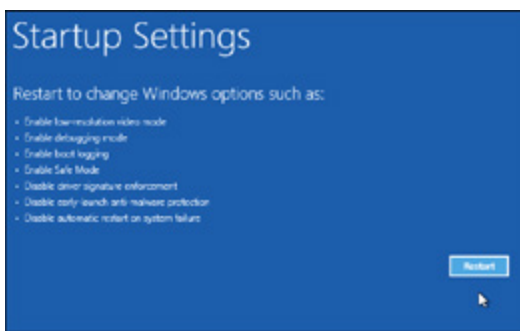 Startup Settings
Restart to change Windows options such as:
• Enable low-resolution video mode
• Enable debugging mode
• Enable boot logging
• Enable Safe Mode
• Disable driver signature enforcement
• Disable early-launch anti-malware protection
• Disable automatic restart on system failure
Restart